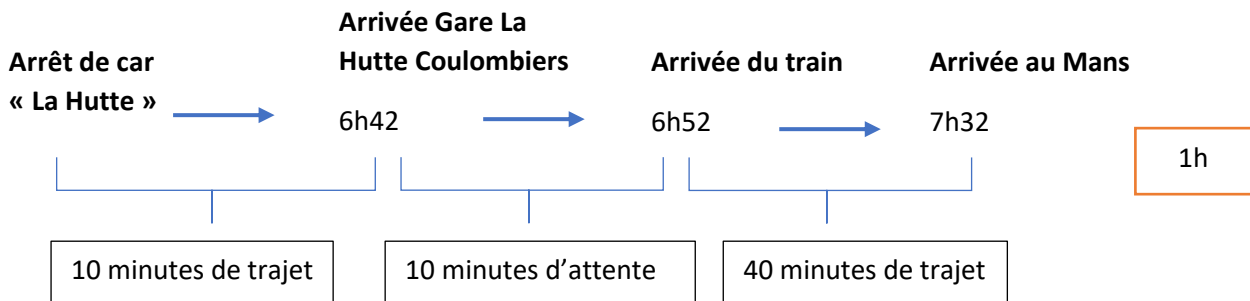 Arrêt de car
« La Hutte »
Arrivée Gare La
Hutte Coulombiers
Arrivée du train
Arrivée au Mans
6h42
6h52
7h32
1h
10 minutes de trajet
10 minutes d’attente
40 minutes de trajet